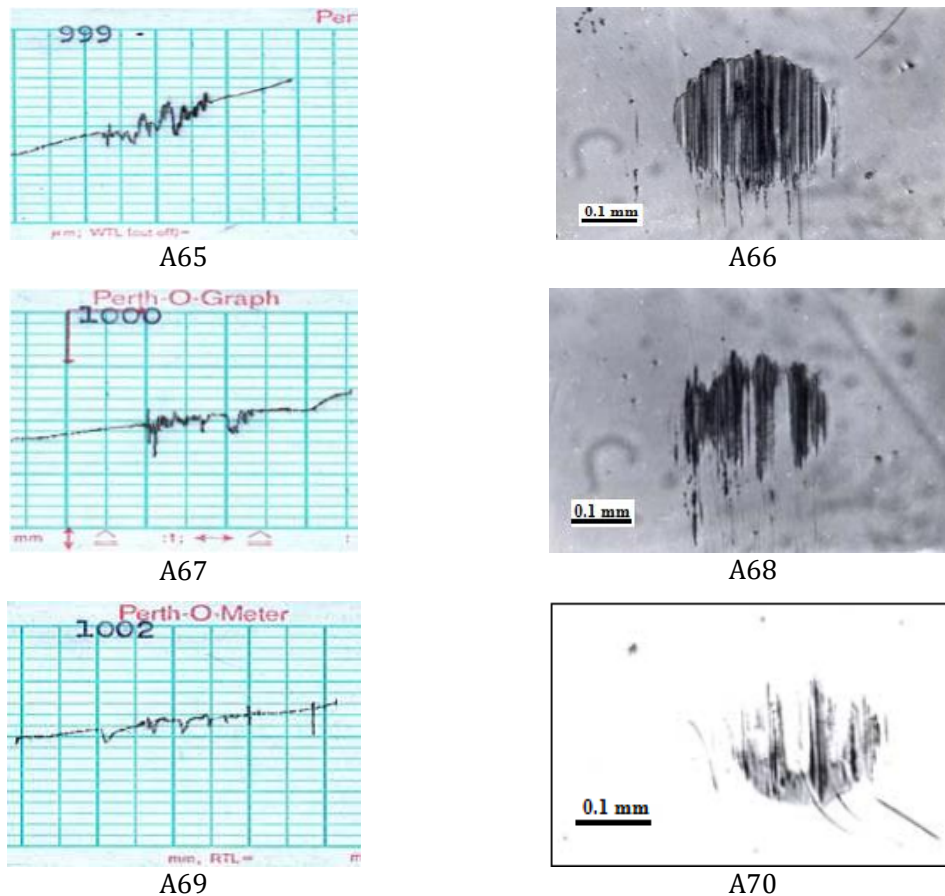 Per
999 -
µm; WTL (cut off)=
A65
0.1 mm
A66
Perth-O-Graph
1000
mm
:1;
:
A67
0.1 mm
A68
Perth-O-Meter
1002
mm, RTL=
m
A69
0.1 mm
A70